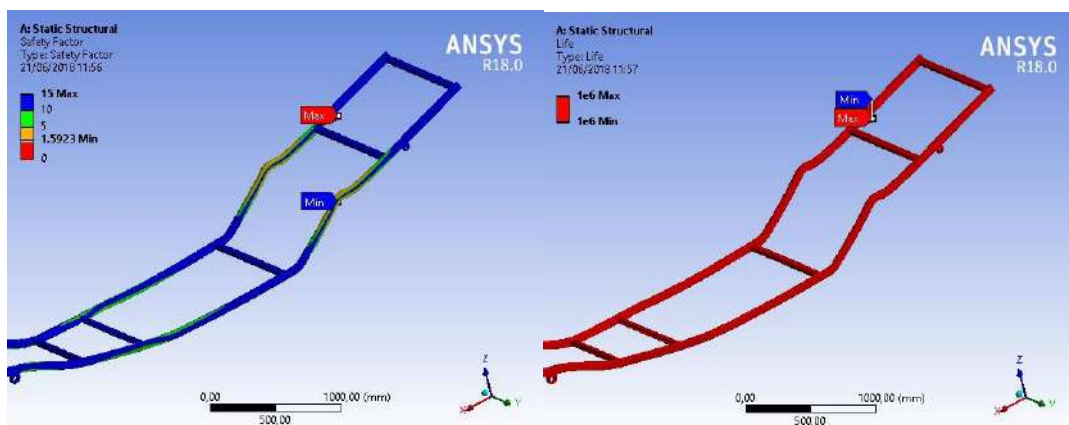 A: Static Structural
Safety Factor
Type: Safety Factor
21/06/2018 11:56
15 Max
10
5
1.5923 Min
0
ANSYS
R18.0
Max
Min
0,00
1000,00 (mm)
500,00
Z
X
Y
A: Static Structural
Life
Type: Life
21/06/2018 11:57
1e6 Max
1e6 Min
ANSYS
R18.0
Min
Max
0,00
1000,00 (mm)
500,00
Z
X
Y